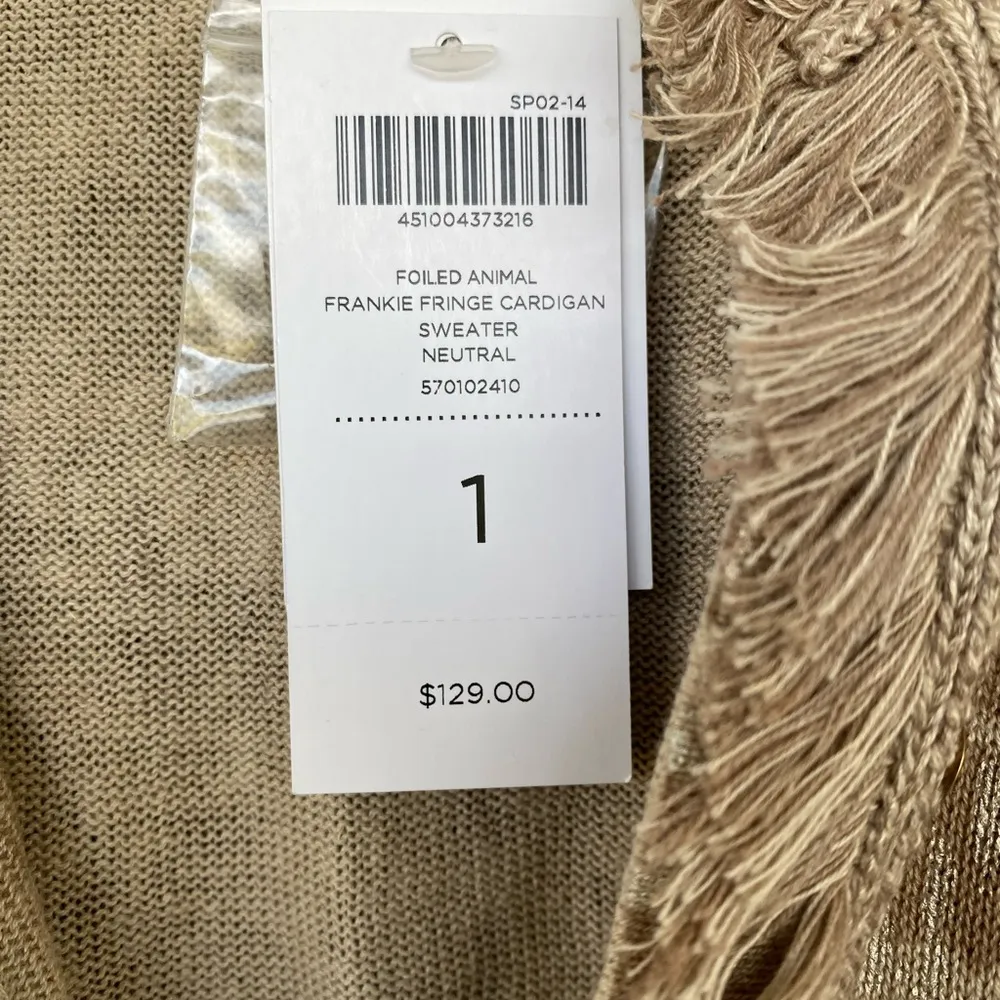 SP02-14
451004373216
FOILED ANIMAL
FRANKIE FRINGE CARDIGAN
SWEATER
NEUTRAL
570102410
1
$129.00